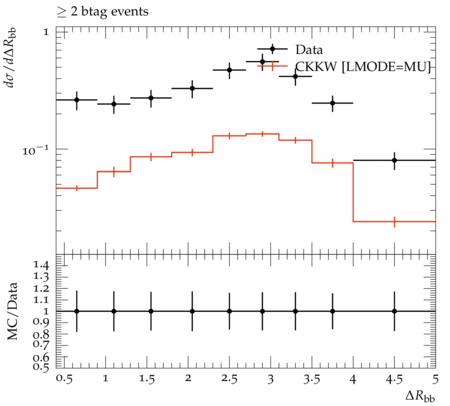 ≥ 2 btag events
Data
CKKW [LMODE=MU]
dσ/dΔR_bb
1
10⁻¹
MC/Data
1.4
1.3
1.2
1.1
1
0.9
0.8
0.7
0.6
0.5
0.5 1 1.5 2 2.5 3 3.5 4 4.5 5
ΔR_bb